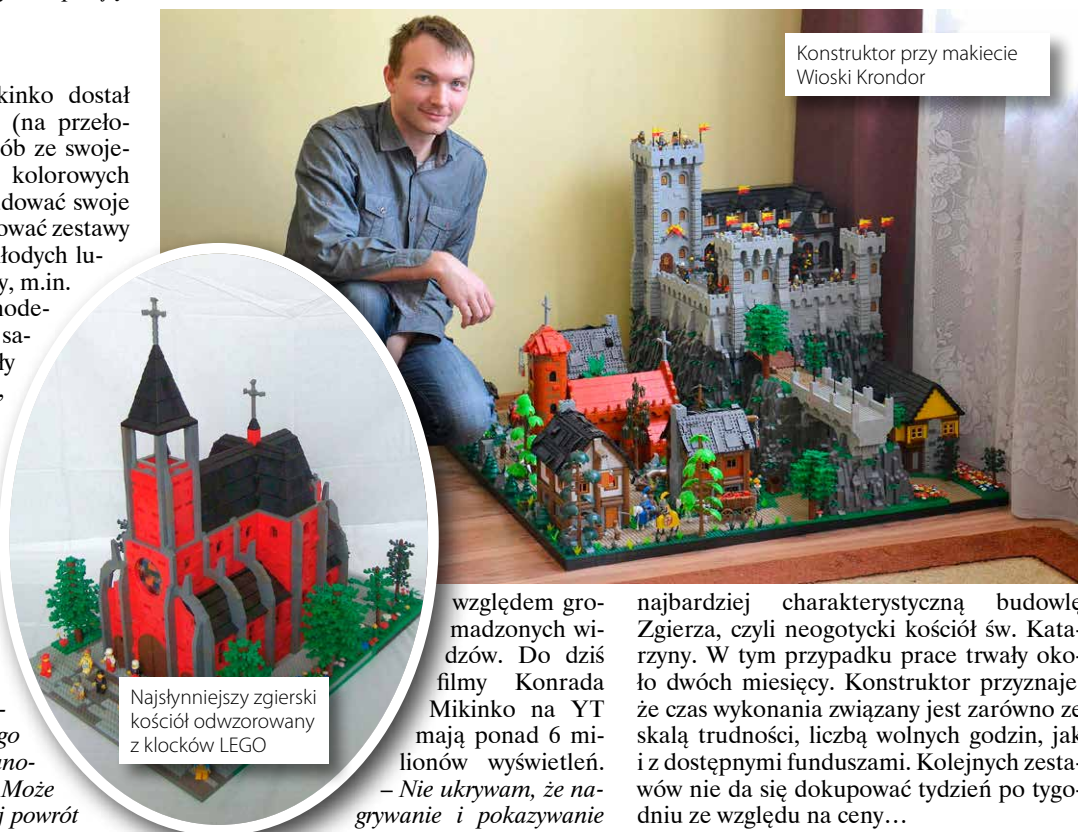 kinko dostał
(na przeło-
ób ze swoje-
kolorowych
dować swoje
ować zestawy
łodych lu-
y, m.in.
ode-
sa-
ły
Konstruktor przy makiecie
Wioski Krondor
Najsłynniejszy zgierski
kościół odwzorowany
z klocków LEGO
go
no-
Może
j powrót
względem gro-
madzonych wi-
dzów. Do dziś
filmy Konrada
Mikinko na YT
mają ponad 6 mi-
lionów wyświetleń.
– Nie ukrywam, że na-
grywanie i pokazywanie
najbardziej charakterystyczną budowlę
Zgierza, czyli neogotycki kościół św. Kata-
rzyny. W tym przypadku prace trwały oko-
ło dwóch miesięcy. Konstruktor przyznaje
że czas wykonania związany jest zarówno ze
skalą trudności, liczbą wolnych godzin, jak
i z dostępnymi funduszami. Kolejnych zesta-
wów nie da się dokupować tydzień po tygo-
dniu ze względu na ceny…